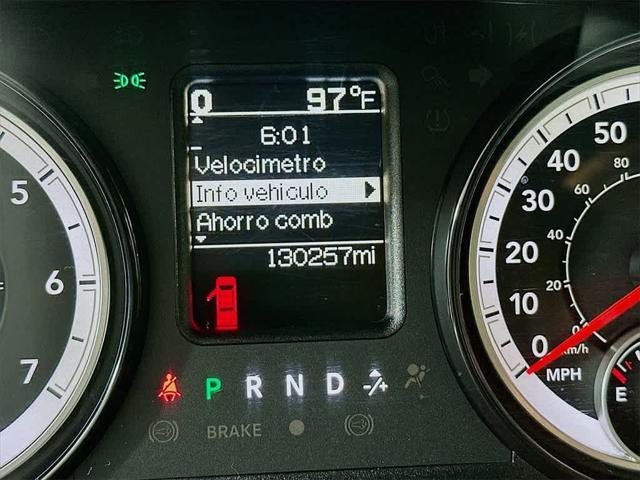 0 97°F
6:01
Velocimetro
Info vehiculo
Ahorro comb
130257mi
P R N D -/+
BRAKE
5
6
7
50
40
30
20
10
0
MPH
80
60
40
20
0
km/h
E